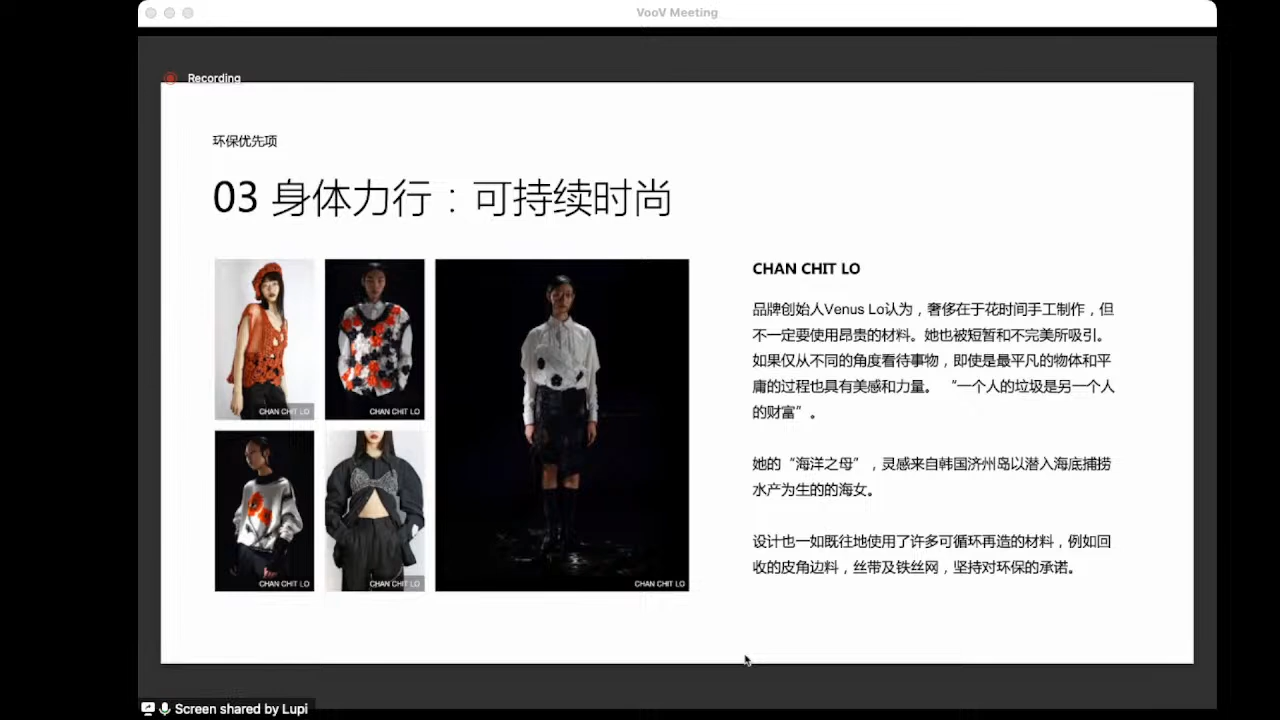 VooV Meeting
Recording
环保优先项
03 身体力行：可持续时尚
CHAN CHIT LO
CHAN CHIT LO
CHAN CHIT LO
CHAN CHIT LO
CHAN CHIT LO
CHAN CHIT LO
品牌创始人Venus Lo认为，奢侈在于花时间手工制作，但
不一定要使用昂贵的材料。她也被短暂和不完美所吸引。
如果仅从不同的角度看待事物，即使是最平凡的物体和平
庸的过程也具有美感和力量。 “一个人的垃圾是另一个人
的财富”。
她的“海洋之母”，灵感来自韩国济州岛以潜入海底捕捞
水产为生的的海女。
设计也一如既往地使用了许多可循环再造的材料，例如回
收的皮角边料，丝带及铁丝网，坚持对环保的承诺。
Screen shared by Lupi